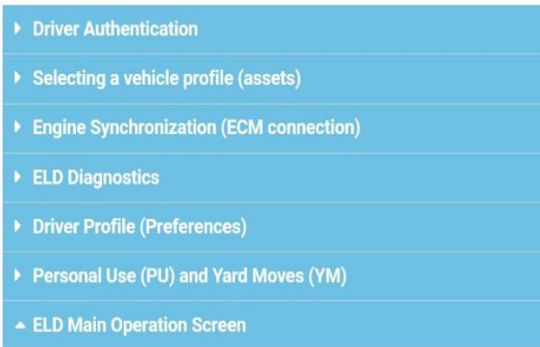 Driver Authentication
Selecting a vehicle profile (assets)
Engine Synchronization (ECM connection)
ELD Diagnostics
Driver Profile (Preferences)
Personal Use (PU) and Yard Moves (YM)
ELD Main Operation Screen